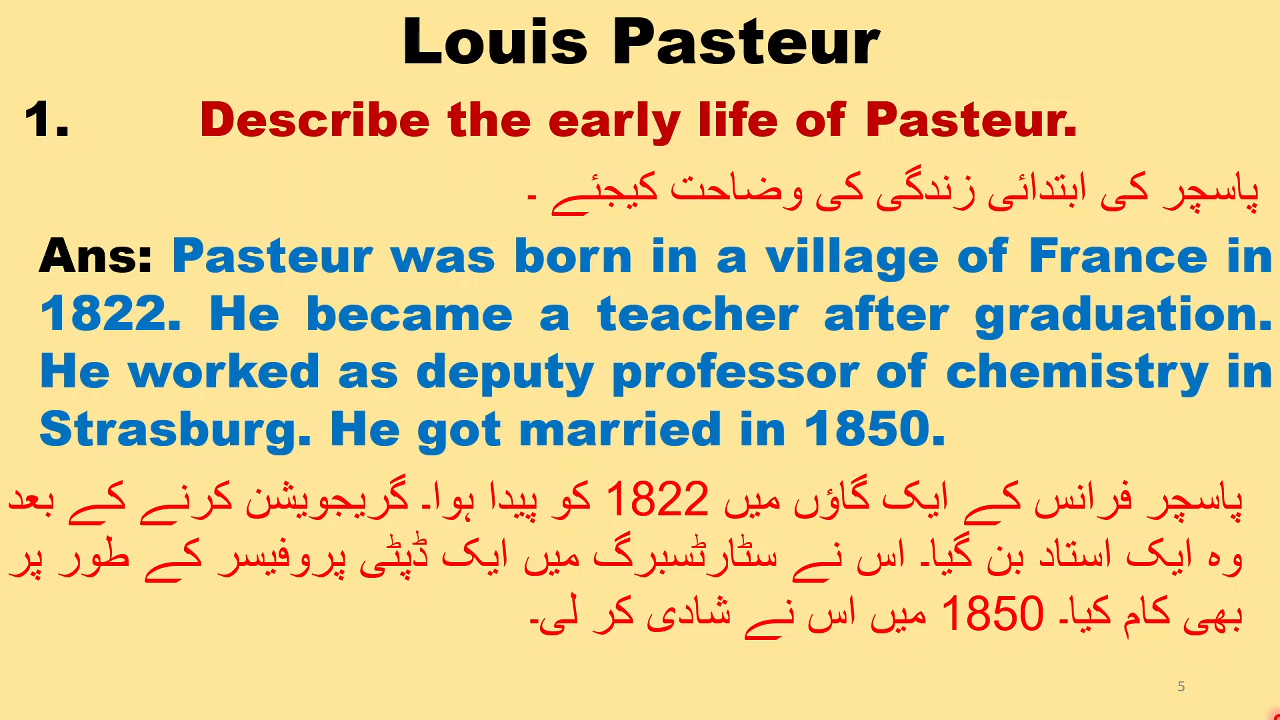 Louis Pasteur
1. Describe the early life of Pasteur.
پاسچر کی ابتدائی زندگی کی وضاحت کیجئے ۔
Ans: Pasteur was born in a village of France in
1822. He became a teacher after graduation.
He worked as deputy professor of chemistry in
Strasburg. He got married in 1850.
پاسچر فرانس کے ایک گاؤں میں 1822 کو پیدا ہوا۔ گریجویشن کرنے کے بعد
وہ ایک استاد بن گیا۔ اس نے سٹارٹسبرگ میں ایک ڈپٹی پروفیسر کے طور پر
بھی کام کیا۔ 1850 میں اس نے شادی کر لی۔
5